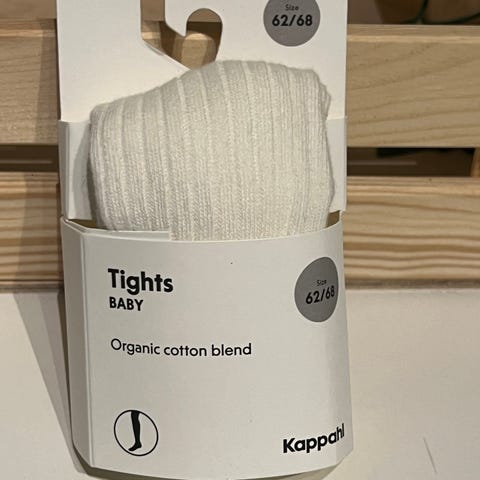 Size
62/68
Tights
BABY
Size
62/68
Organic cotton blend
Kappahl